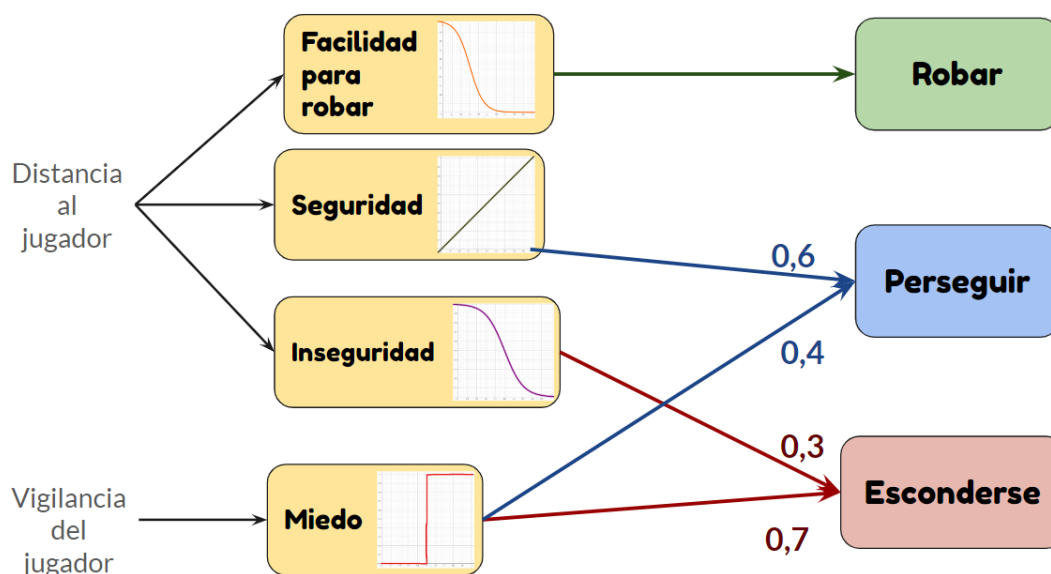 Facilidad
para
robar
Robar
Distancia
al
jugador
Seguridad
0,6
Perseguir
0,4
Inseguridad
0,3
Vigilancia
del
jugador
Miedo
Esconderse
0,7